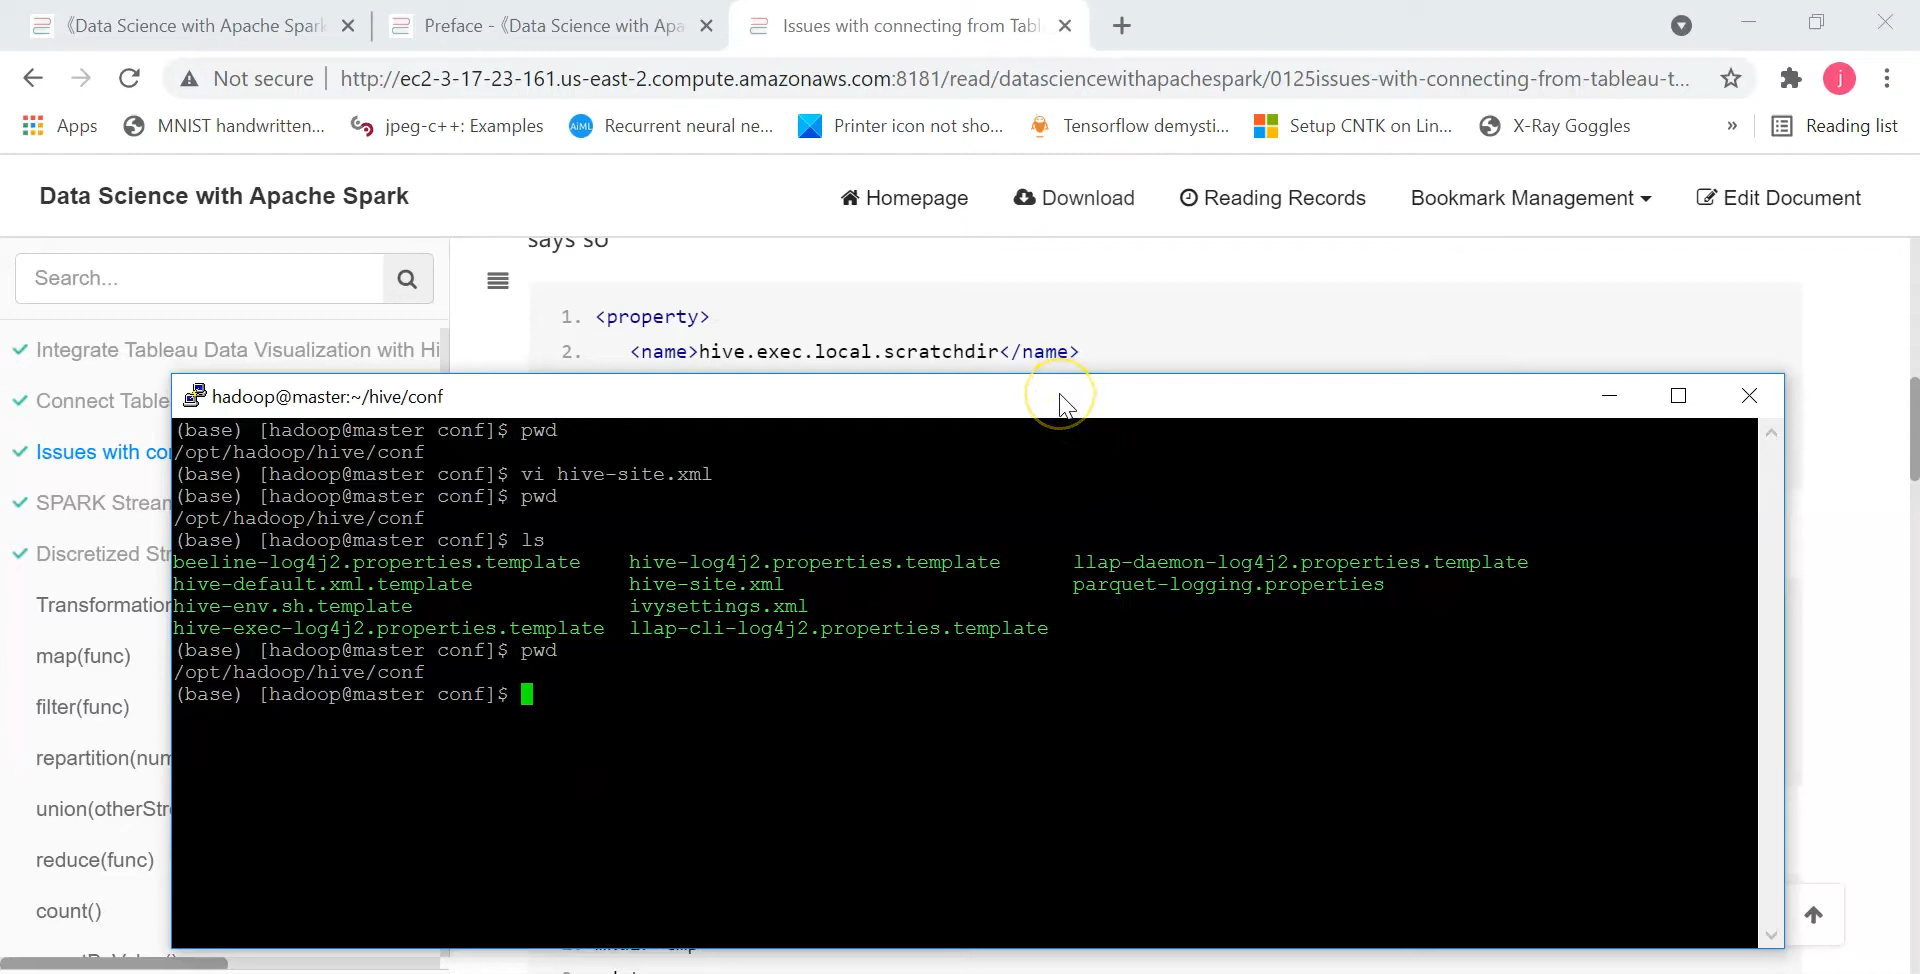 《Data Science with Apache Spark
Preface -《Data Science with Apa
Issues with connecting from Tabl
Not secure
http://ec2-3-17-23-161.us-east-2.compute.amazonaws.com:8181/read/datasciencewithapachespark/0125issues-with-connecting-from-tableau-t...
j
Apps
MNIST handwritten...
jpeg-c++: Examples
AiML
Recurrent neural ne...
Printer icon not sho...
Tensorflow demysti...
Setup CNTK on Lin...
X-Ray Goggles
»
Reading list
Data Science with Apache Spark
Homepage
Download
Reading Records
Bookmark Management
Edit Document
says so
Search...
1. <property>
2. <name>hive.exec.local.scratchdir</name>
Integrate Tableau Data Visualization with Hi
Connect Table
Issues with co
SPARK Stream
Discretized St
Transformation
map(func)
filter(func)
repartition(num
union(otherStr
reduce(func)
count()
hadoop@master:~/hive/conf
(base) [hadoop@master conf]$ pwd
/opt/hadoop/hive/conf
(base) [hadoop@master conf]$ vi hive-site.xml
(base) [hadoop@master conf]$ pwd
/opt/hadoop/hive/conf
(base) [hadoop@master conf]$ ls
beeline-log4j2.properties.template hive-log4j2.properties.template llap-daemon-log4j2.properties.template
hive-default.xml.template hive-site.xml parquet-logging.properties
hive-env.sh.template ivysettings.xml
hive-exec-log4j2.properties.template llap-cli-log4j2.properties.template
(base) [hadoop@master conf]$ pwd
/opt/hadoop/hive/conf
(base) [hadoop@master conf]$